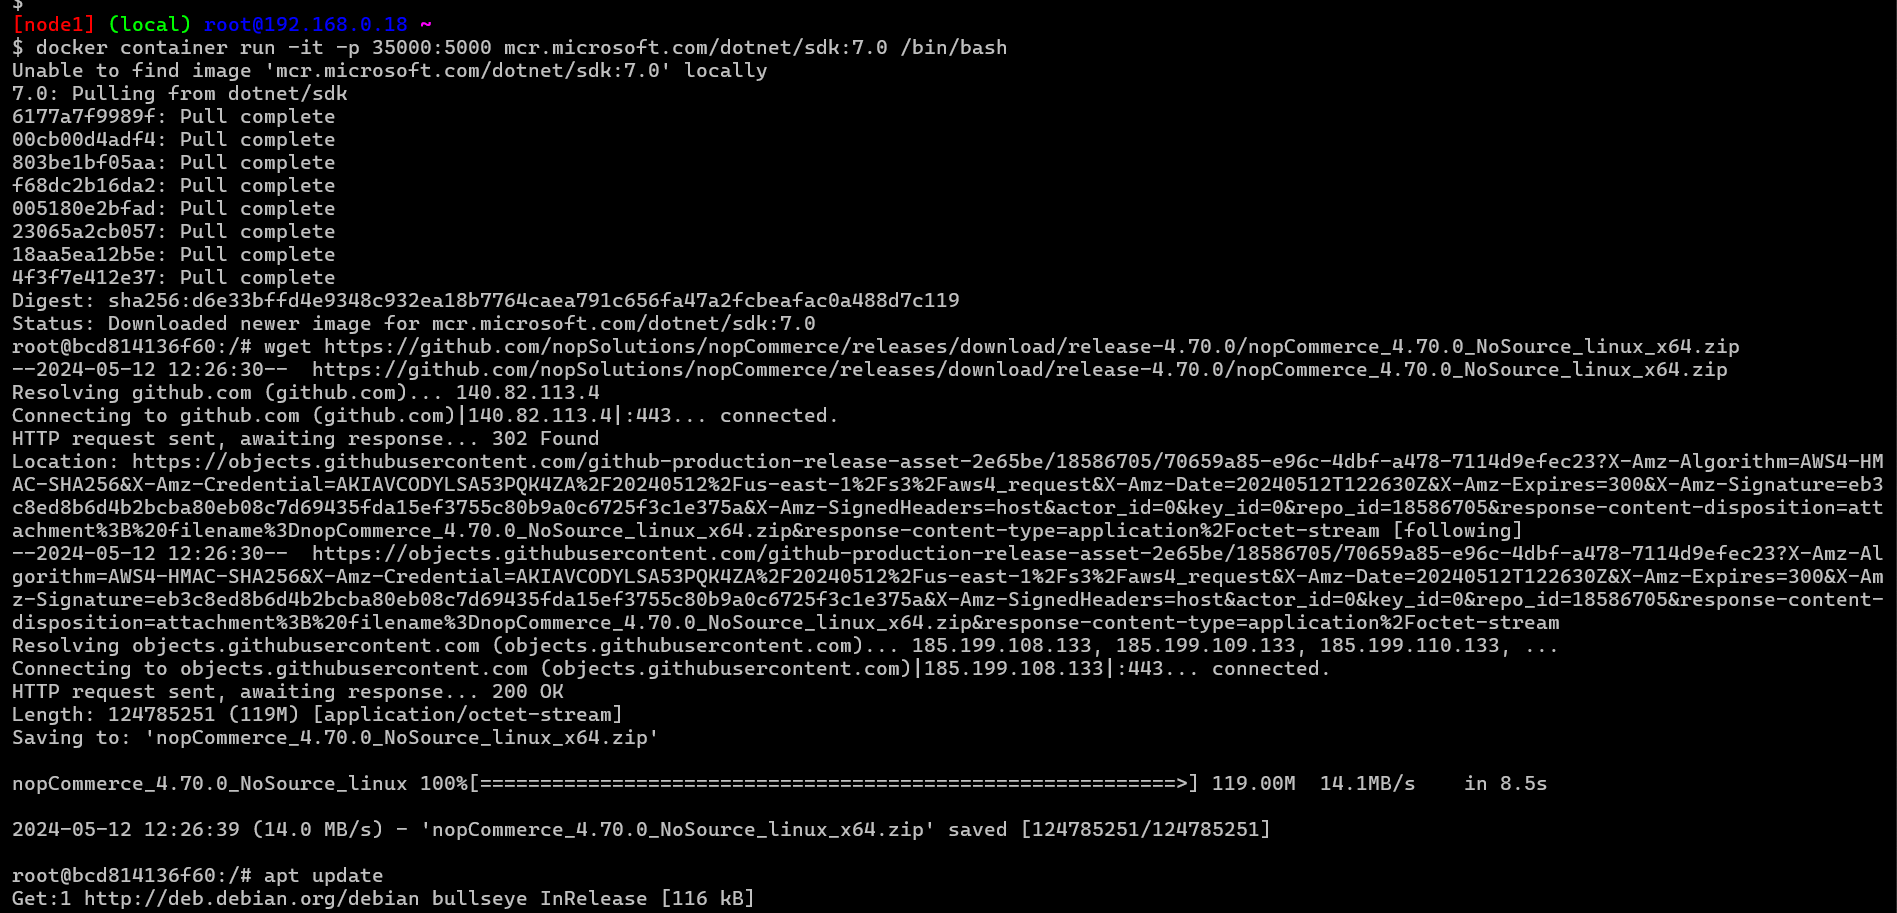 $
[node1] (local) root@192.168.0.18 ~
$ docker container run -it -p 35000:5000 mcr.microsoft.com/dotnet/sdk:7.0 /bin/bash
Unable to find image 'mcr.microsoft.com/dotnet/sdk:7.0' locally
7.0: Pulling from dotnet/sdk
6177a7f9989f: Pull complete
00cb00d4adf4: Pull complete
803be1bf05aa: Pull complete
f68dc2b16da2: Pull complete
005180e2bfad: Pull complete
23065a2cb057: Pull complete
18aa5ea12b5e: Pull complete
4f3f7e412e37: Pull complete
Digest: sha256:d6e33bffd4e9348c932ea18b7764caea791c656fa47a2fcbeafac0a488d7c119
Status: Downloaded newer image for mcr.microsoft.com/dotnet/sdk:7.0
root@bcd814136f60:/# wget https://github.com/nopSolutions/nopCommerce/releases/download/release-4.70.0/nopCommerce_4.70.0_NoSource_linux_x64.zip
--2024-05-12 12:26:30--  https://github.com/nopSolutions/nopCommerce/releases/download/release-4.70.0/nopCommerce_4.70.0_NoSource_linux_x64.zip
Resolving github.com (github.com)... 140.82.113.4
Connecting to github.com (github.com)|140.82.113.4|:443... connected.
HTTP request sent, awaiting response... 302 Found
Location: https://objects.githubusercontent.com/github-production-release-asset-2e65be/18586705/70659a85-e96c-4dbf-a478-7114d9efec23?X-Amz-Algorithm=AWS4-HM
AC-SHA256&X-Amz-Credential=AKIAVCODYLSA53PQK4ZA%2F20240512%2Fus-east-1%2Fs3%2Faws4_request&X-Amz-Date=20240512T122630Z&X-Amz-Expires=300&X-Amz-Signature=eb3
c8ed8b6d4b2bcba80eb08c7d69435fda15ef3755c80b9a0c6725f3c1e375a&X-Amz-SignedHeaders=host&actor_id=0&key_id=0&repo_id=18586705&response-content-disposition=att
achment%3B%20filename%3DnopCommerce_4.70.0_NoSource_linux_x64.zip&response-content-type=application%2Foctet-stream [following]
--2024-05-12 12:26:30--  https://objects.githubusercontent.com/github-production-release-asset-2e65be/18586705/70659a85-e96c-4dbf-a478-7114d9efec23?X-Amz-Al
gorithm=AWS4-HMAC-SHA256&X-Amz-Credential=AKIAVCODYLSA53PQK4ZA%2F20240512%2Fus-east-1%2Fs3%2Faws4_request&X-Amz-Date=20240512T122630Z&X-Amz-Expires=300&X-Am
z-Signature=eb3c8ed8b6d4b2bcba80eb08c7d69435fda15ef3755c80b9a0c6725f3c1e375a&X-Amz-SignedHeaders=host&actor_id=0&key_id=0&repo_id=18586705&response-content-
disposition=attachment%3B%20filename%3DnopCommerce_4.70.0_NoSource_linux_x64.zip&response-content-type=application%2Foctet-stream
Resolving objects.githubusercontent.com (objects.githubusercontent.com)... 185.199.108.133, 185.199.109.133, 185.199.110.133, ...
Connecting to objects.githubusercontent.com (objects.githubusercontent.com)|185.199.108.133|:443... connected.
HTTP request sent, awaiting response... 200 OK
Length: 124785251 (119M) [application/octet-stream]
Saving to: 'nopCommerce_4.70.0_NoSource_linux_x64.zip'
nopCommerce_4.70.0_NoSource_linux 100%[==========================================================>] 119.00M  14.1MB/s    in 8.5s
2024-05-12 12:26:39 (14.0 MB/s) - 'nopCommerce_4.70.0_NoSource_linux_x64.zip' saved [124785251/124785251]
root@bcd814136f60:/# apt update
Get:1 http://deb.debian.org/debian bullseye InRelease [116 kB]